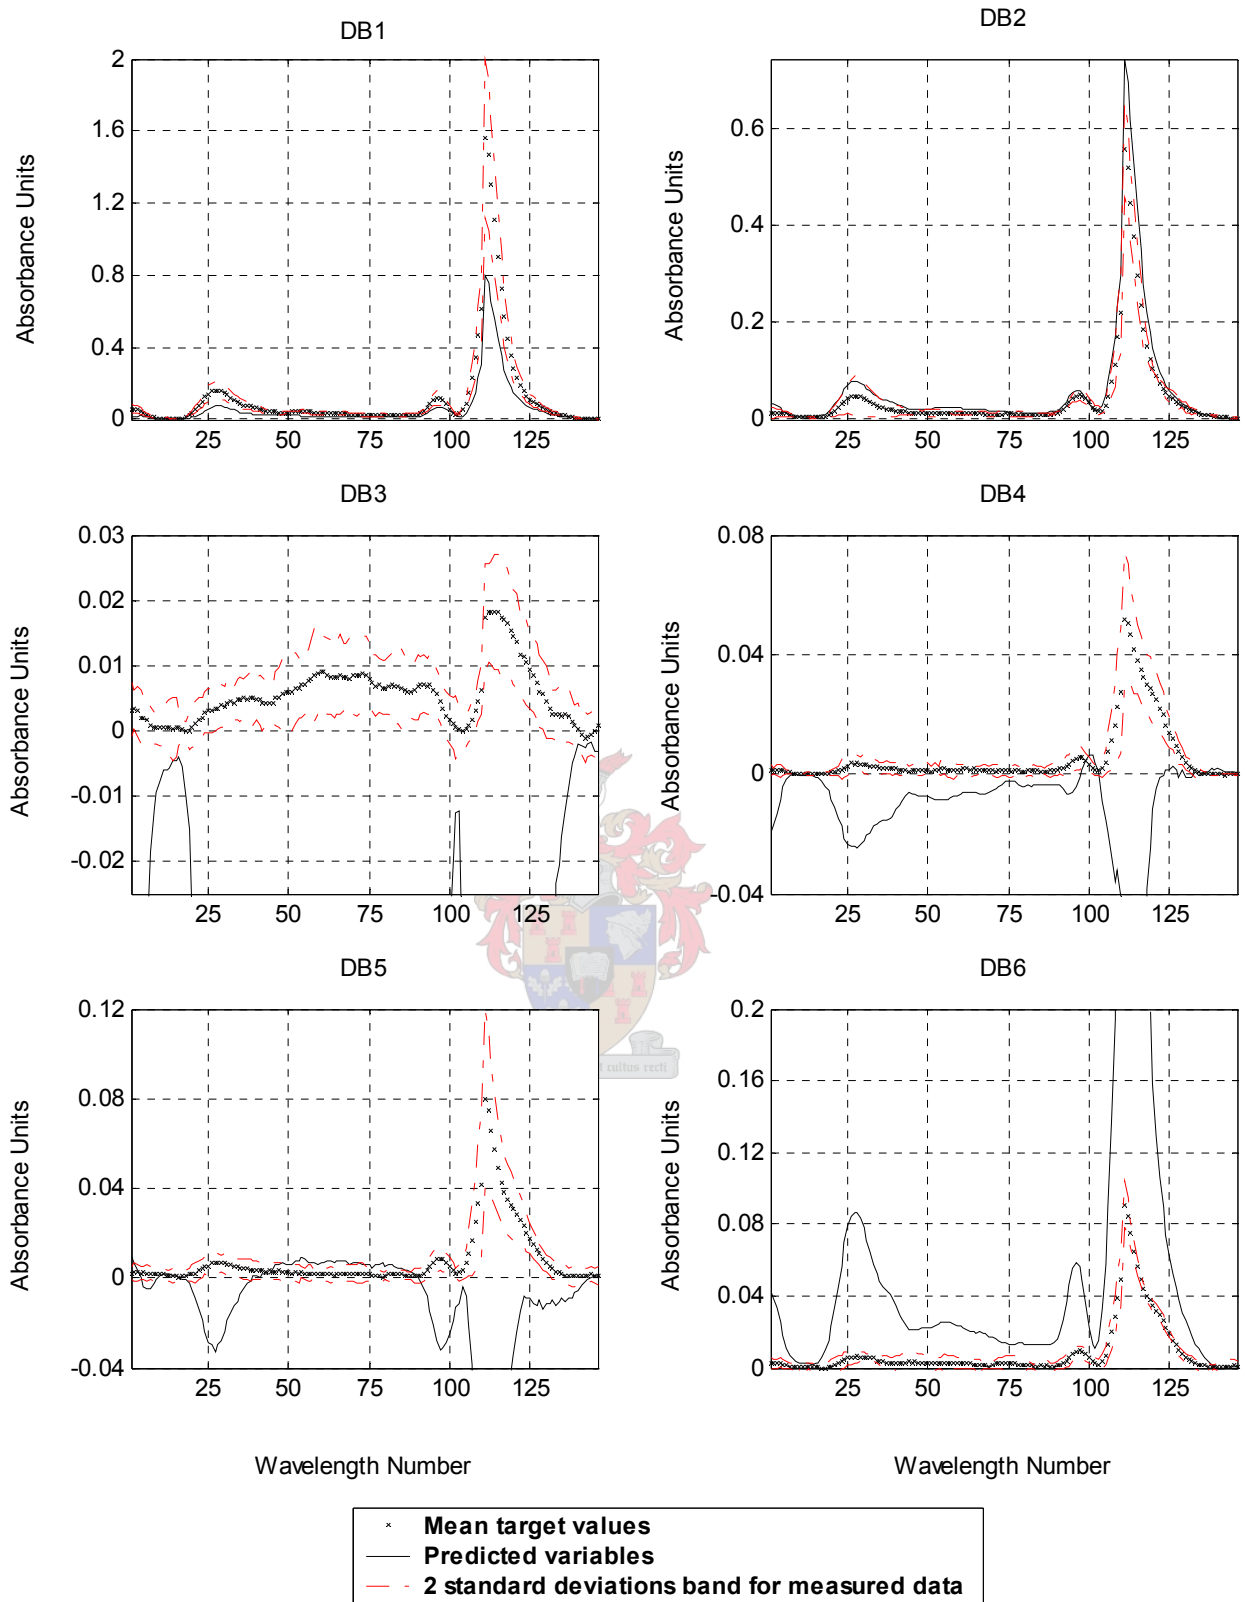 DB1
DB2
Absorbance Units
2
1.6
1.2
0.8
0.4
0
25 50 75 100 125
Absorbance Units
0.6
0.4
0.2
0
25 50 75 100 125
DB3
DB4
Absorbance Units
0.03
0.02
0.01
0
-0.01
-0.02
25 50 75 100 125
Absorbance Units
0.08
0.04
0
-0.04
25 50 75 100 125
DB5
DB6
Absorbance Units
0.12
0.08
0.04
0
-0.04
25 50 75 100 125
Absorbance Units
0.2
0.16
0.12
0.08
0.04
0
25 50 75 100 125
cultus recti
Wavelength Number
Wavelength Number
Mean target values
Predicted variables
2 standard deviations band for measured data